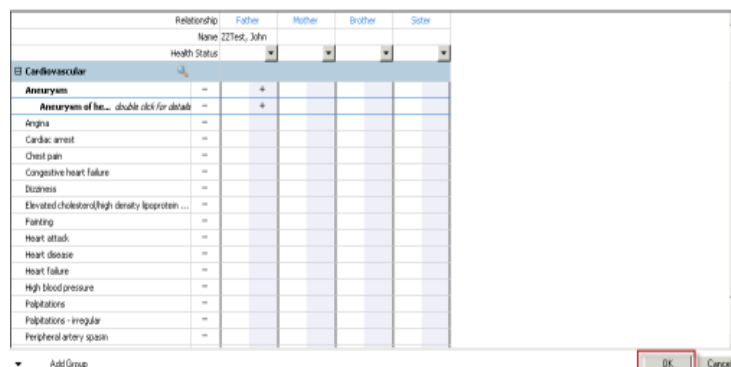 Relationship Father Mother Brother Sister
Name ZZTest, John
Health Status
Cardiovascular
Aneurysm − +
Aneurysm of he... double click for details − +
Angina −
Cardiac arrest −
Chest pain −
Congestive heart failure −
Dizziness −
Elevated cholesterol/high density lipoprotein ... −
Fainting −
Heart attack −
Heart disease −
Heart failure −
High blood pressure −
Palpitations −
Palpitations - irregular −
Peripheral artery spasm −
Add Group OK Cancel